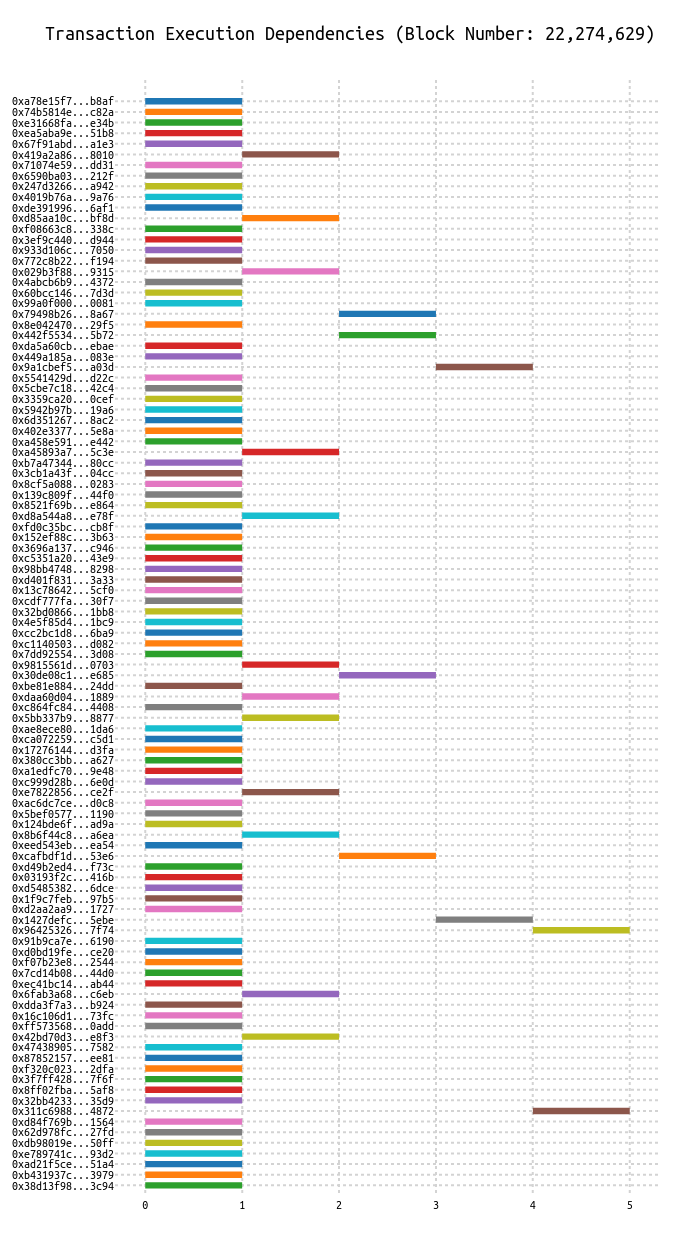 Transaction Execution Dependencies (Block Number: 22,274,629)
0xa78e15f7...b8af
0x74b5814e...c82a
0xe31668fa...e34b
0xea5aba9e...51b8
0x67f91abd...a1e3
0x419a2a86...8010
0x71074e59...dd31
0x6590ba03...212f
0x247d3266...a942
0x4019b76a...9a76
0xde391996...6af1
0xd85aa10c...bf8d
0xf08663c8...338c
0x3ef9c440...d944
0x933d106c...7050
0x772c8b22...f194
0x029b3f88...9315
0x4abcb6b9...4372
0x60bcc146...7d3d
0x99a0f000...0081
0x79498b26...8a67
0x8e042470...29f5
0x442f5534...5b72
0xda5a60cb...ebae
0x449a185a...083e
0x9a1cbef5...a03d
0x5541429d...d22c
0x5cbe7c18...42c4
0x3359ca20...0cef
0x5942b97b...19a6
0x6d351267...8ac2
0x402e3377...5e8a
0xa458e591...e442
0xa45893a7...5c3e
0xb7a47344...80cc
0x3cb1a43f...04cc
0x8cf5a088...0283
0x139c809f...44f0
0x8521f69b...e864
0xd8a544a8...e78f
0xfd0c35bc...cb8f
0x152ef88c...3b63
0x3696a137...c946
0xc5351a20...43e9
0x98bb4748...8298
0xd401f831...3a33
0x13c78642...5cf0
0xcdf777fa...30f7
0x32bd0866...1bb8
0x4e5f85d4...1bc9
0xcc2bc1d8...6ba9
0xc1140503...d082
0x7dd92554...3d08
0x9815561d...0703
0x30de08c1...e685
0xbe81e884...24dd
0xdaa60d04...1889
0xc864fc84...4408
0x5bb337b9...8877
0xae8ece80...1da6
0xca072259...c5d1
0x17276144...d3fa
0x380cc3bb...a627
0xa1edfc70...9e48
0xc999d28b...6e0d
0xe7822856...ce2f
0xac6dc7ce...d0c8
0x5bef0577...1190
0x124bde6f...ad9a
0x8b6f44c8...a6ea
0xeed543eb...ea54
0xcafbdf1d...53e6
0xd49b2ed4...f73c
0x03193f2c...416b
0xd5485382...6dce
0x1f9c7feb...97b5
0xd2aa2aa9...1727
0x1427defc...5ebe
0x96425326...7f74
0x91b9ca7e...6190
0xd0bd19fe...ce20
0xf07b23e8...2544
0x7cd14b08...44d0
0xec41bc14...ab44
0x6fab3a68...c6eb
0xdda3f7a3...b924
0x16c106d1...73fc
0xff573568...0add
0x42bd70d3...e8f3
0x47438905...7582
0x87852157...ee81
0xf320c023...2dfa
0x3f7ff428...7f6f
0x8ff02fba...5af8
0x32bb4233...35d9
0x311c6988...4872
0xd84f769b...1564
0x62d978fc...27fd
0xdb98019e...50ff
0xe789741c...93d2
0xad21f5ce...51a4
0xb431937c...3979
0x38d13f98...3c94
0 1 2 3 4 5